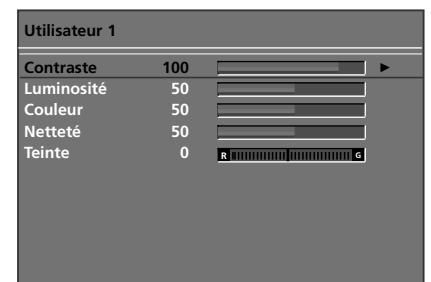 Utilisateur 1
Contraste 100
Luminosité 50
Couleur 50
Netteté 50
Teinte 0 R G